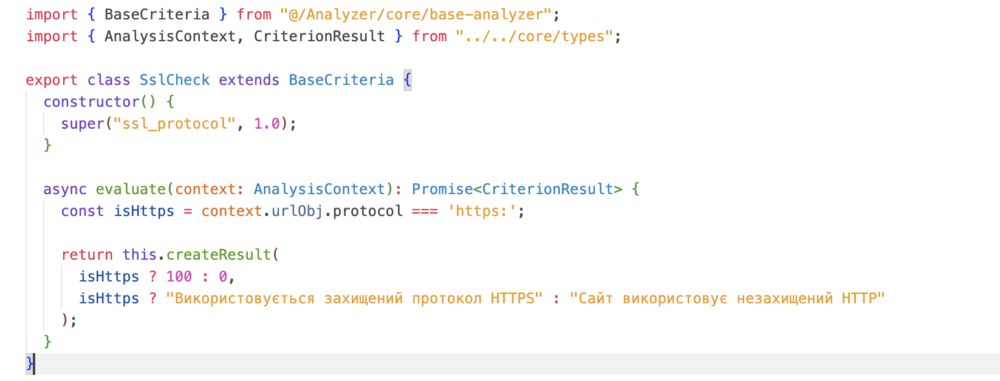 import { BaseCriteria } from "@/Analyzer/core/base-analyzer";
import { AnalysisContext, CriterionResult } from "../../core/types";

export class SslCheck extends BaseCriteria {
  constructor() {
    super("ssl_protocol", 1.0);
  }

  async evaluate(context: AnalysisContext): Promise<CriterionResult> {
    const isHttps = context.urlObj.protocol === 'https:';

    return this.createResult(
      isHttps ? 100 : 0,
      isHttps ? "Використовується захищений протокол HTTPS" : "Сайт використовує незахищений HTTP"
    );
  }
}